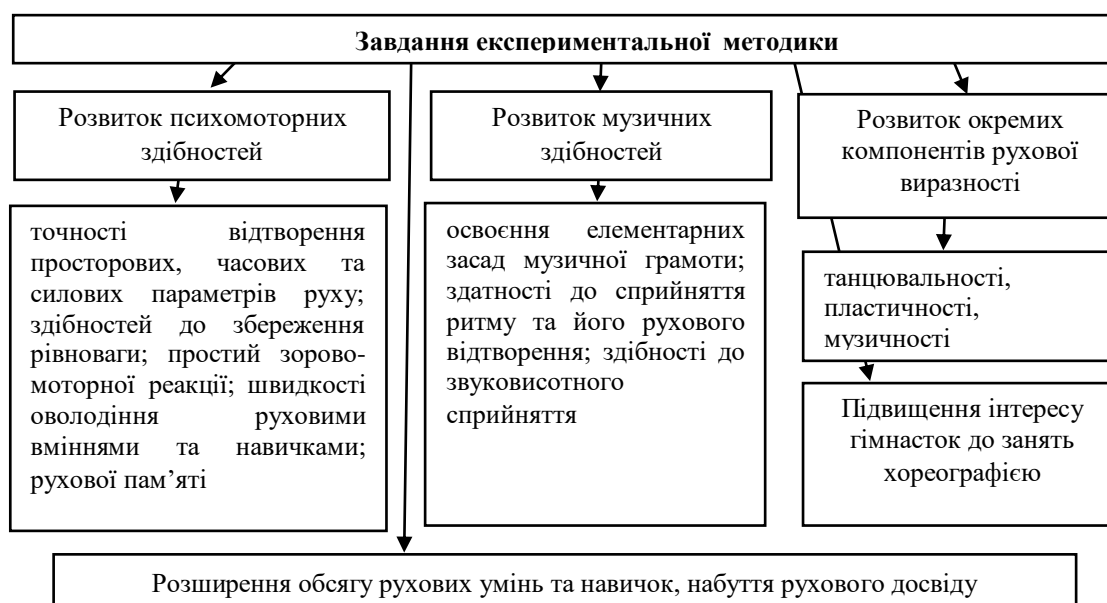 Завдання експериментальної методики
Розвиток психомоторних
здібностей
точності відтворення
просторових, часових та
силових параметрів руху;
здібностей до збереження
рівноваги; простий зорово-
моторної реакції; швидкості
оволодіння руховими
вміннями та навичками;
рухової пам’яті
Розвиток музичних
здібностей
освоєння елементарних
засад музичної грамоти;
здатності до сприйняття
ритму та його рухового
відтворення; здібності до
звуковисотного
сприйняття
Розвиток окремих
компонентів рухової
виразності
танцювальності,
пластичності,
музичності
Підвищення інтересу
гімнасток до занять
хореографією
Розширення обсягу рухових умінь та навичок, набуття рухового досвіду